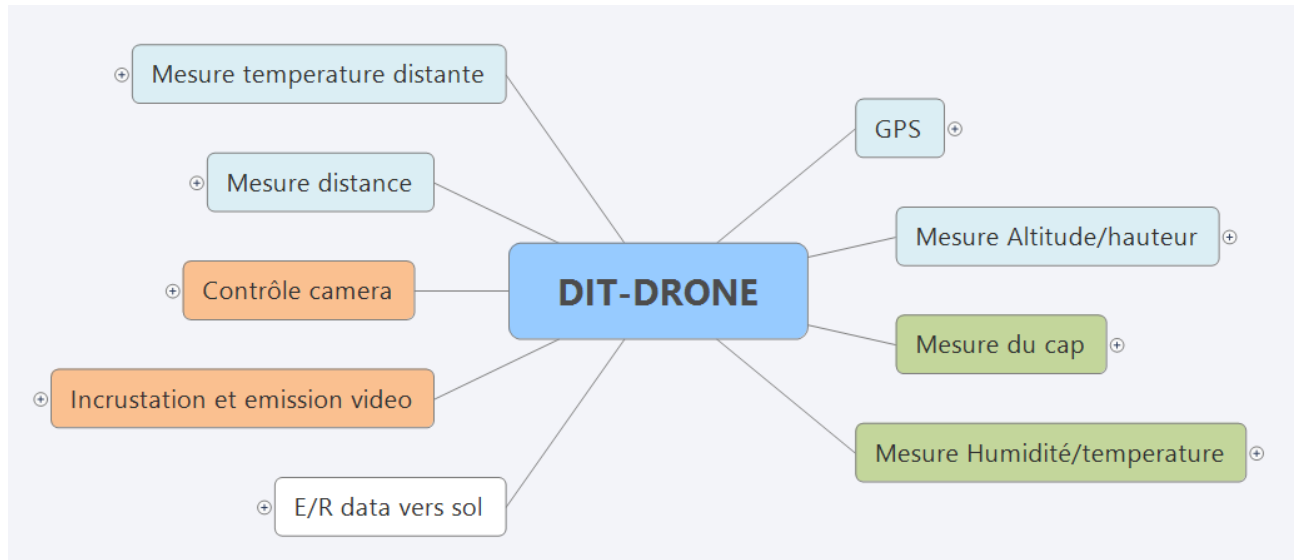 Mesure temperature distante
GPS
Mesure distance
Mesure Altitude/hauteur
Contrôle camera
DIT-DRONE
Mesure du cap
Incrustation et emission video
Mesure Humidité/temperature
E/R data vers sol